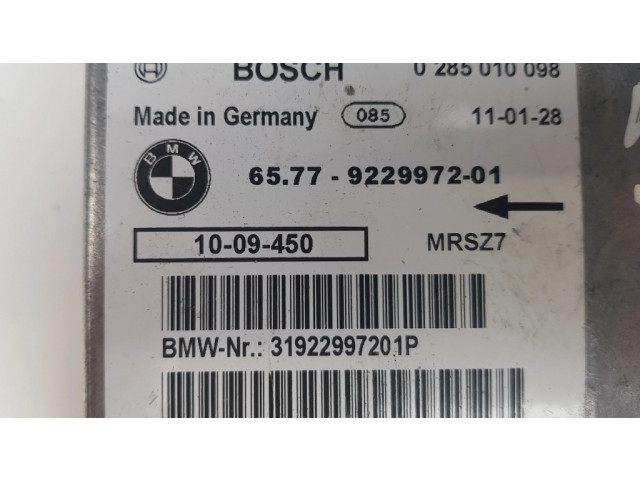 BOSCH 0 285 010 098
Made in Germany 085 11-01-28
BMW 65.77 - 9229972-01
10-09-450 MRSZ7
BMW-Nr.: 31922997201P